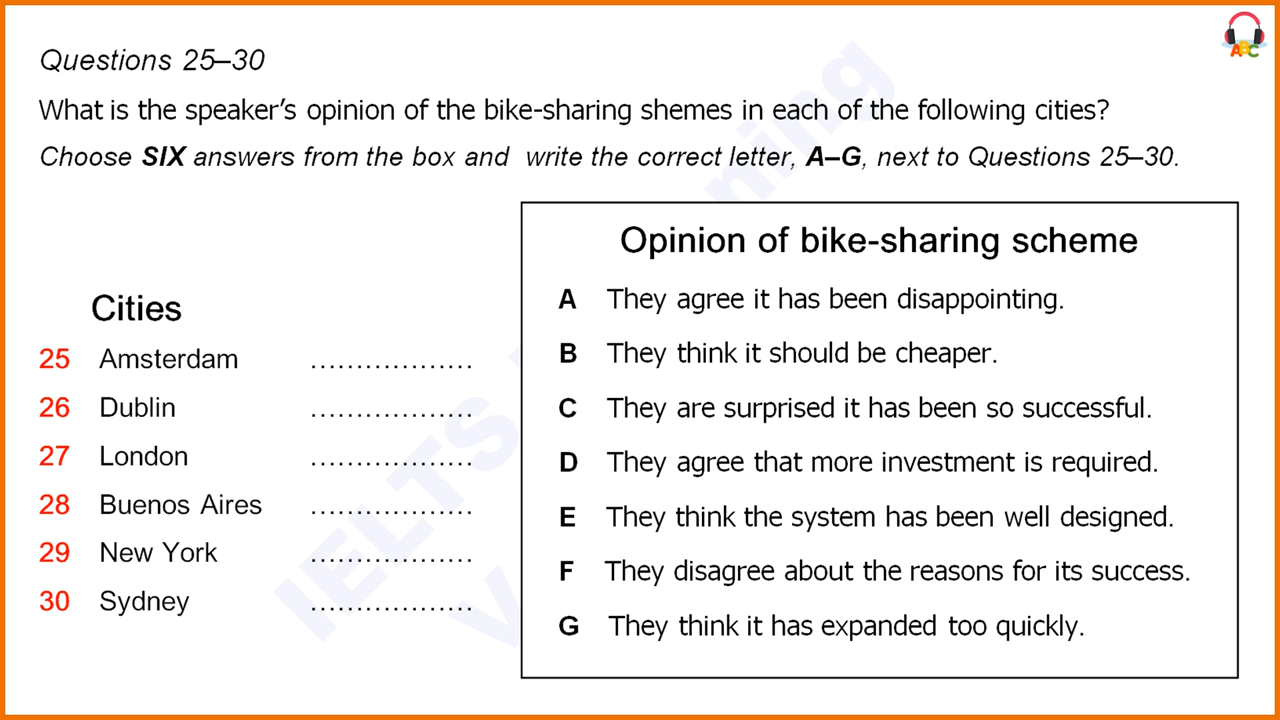 ABC
Questions 25–30
What is the speaker's opinion of the bike-sharing shemes in each of the following cities?
Choose SIX answers from the box and write the correct letter, A–G, next to Questions 25–30.
Cities
25 Amsterdam ..................
26 Dublin ..................
27 London ..................
28 Buenos Aires ..................
29 New York ..................
30 Sydney ..................
Opinion of bike-sharing scheme
A They agree it has been disappointing.
B They think it should be cheaper.
C They are surprised it has been so successful.
D They agree that more investment is required.
E They think the system has been well designed.
F They disagree about the reasons for its success.
G They think it has expanded too quickly.
IELTS